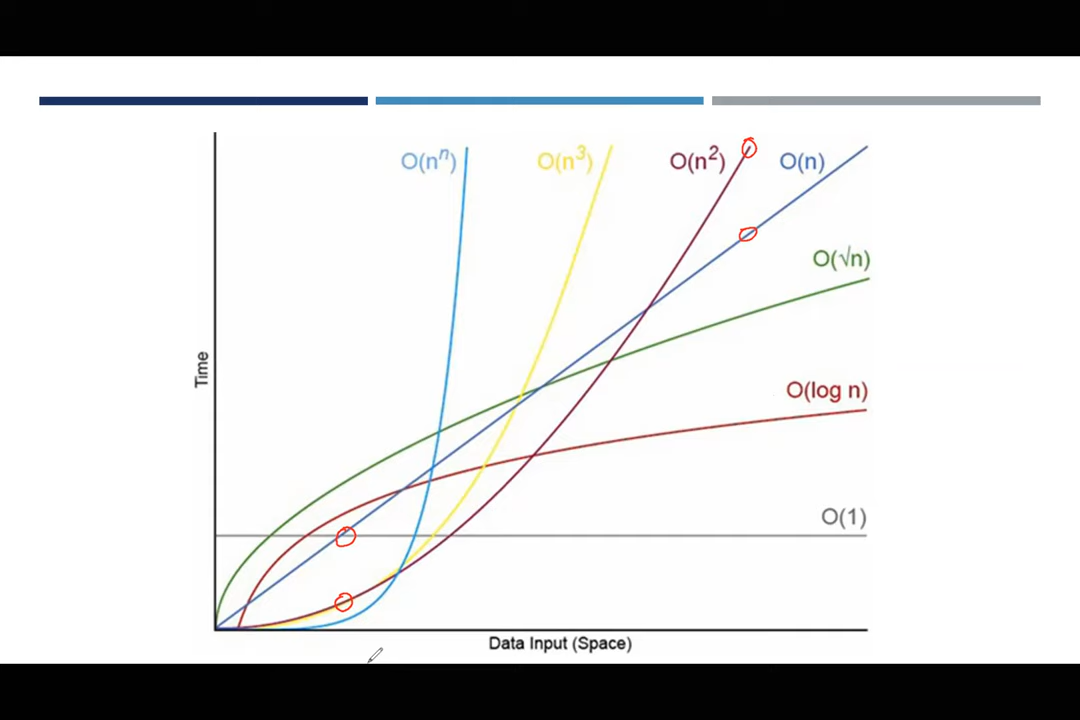 O(nⁿ)
O(n³)
O(n²)
O(n)
O(√n)
O(log n)
O(1)
Time
Data Input (Space)